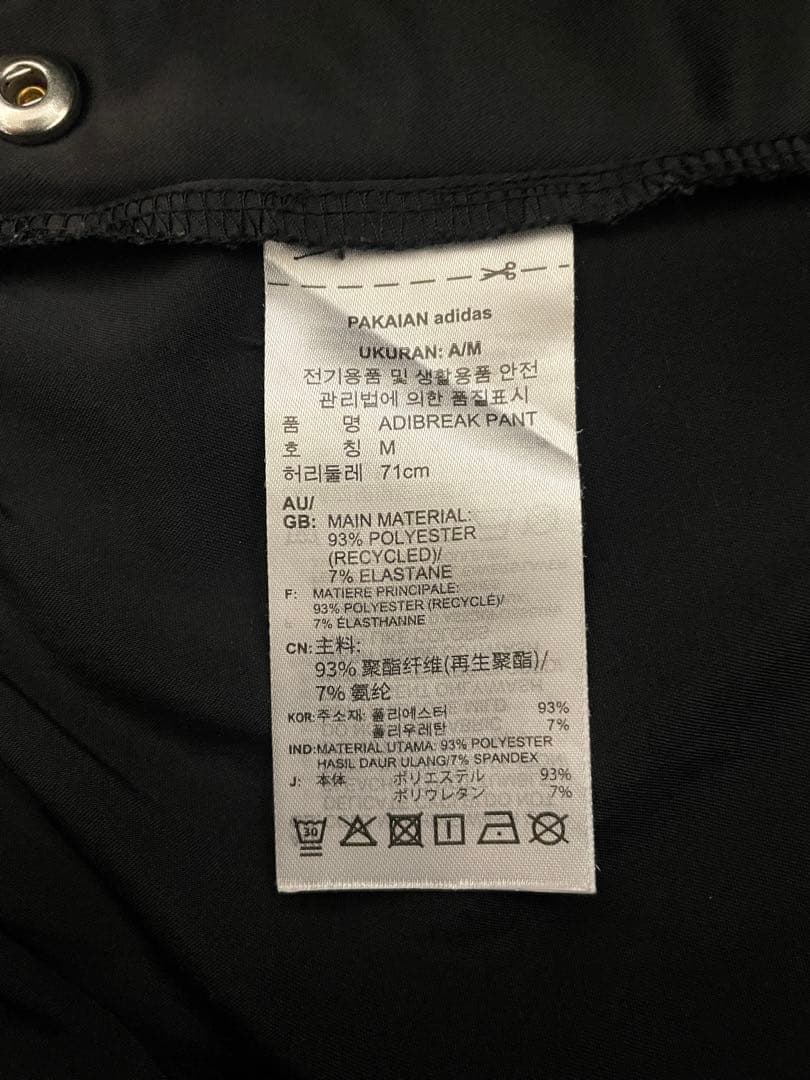 PAKAIAN adidas
UKURAN: A/M
전기용품 및 생활용품 안전
관리법에 의한 품질표시
품 명 ADIBREAK PANT
호 칭 M
허리둘레 71cm
AU/
GB: MAIN MATERIAL:
93% POLYESTER
(RECYCLED)/
7% ELASTANE
F: MATIERE PRINCIPALE:
93% POLYESTER (RECYCLÉ)/
7% ÉLASTHANNE
CN: 主料:
93% 聚酯纤维(再生聚酯)/
7% 氨纶
KOR: 주소재: 폴리에스터 93%
폴리우레탄 7%
IND: MATERIAL UTAMA: 93% POLYESTER
HASIL DAUR ULANG/7% SPANDEX
J: 本体 ポリエステル 93%
ポリウレタン 7%
30